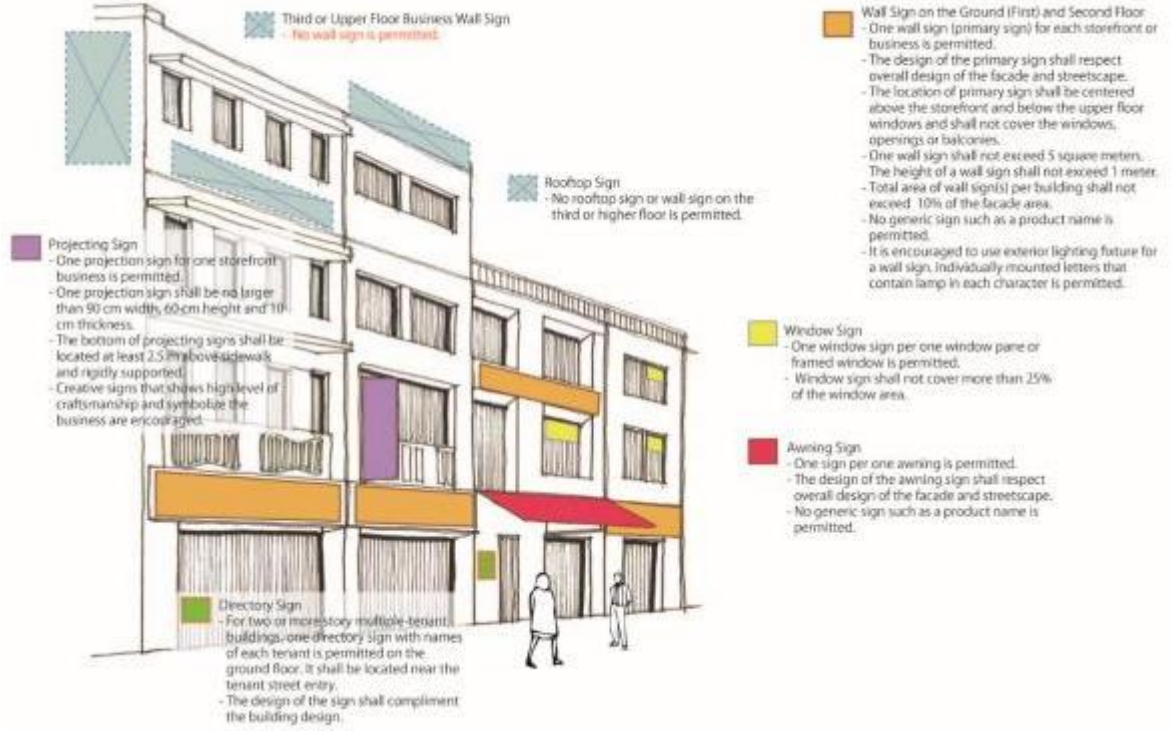 Third or Upper Floor Business Wall Sign
- No wall sign is permitted.
Wall Sign on the Ground (First) and Second Floor
- One wall sign (primary sign) for each storefront or
business is permitted.
- The design of the primary sign shall respect
overall design of the facade and streetscape.
- The location of primary sign shall be centered
above the storefront and below the upper floor
windows and shall not cover the windows,
openings or balconies.
- One wall sign shall not exceed 5 square meters.
The height of a wall sign shall not exceed 1 meter.
- Total area of wall sign(s) per building shall not
exceed 10% of the facade area.
- No generic sign such as a product name is
permitted.
- It is encouraged to use exterior lighting fixture for
a wall sign. Individually mounted letters that
contain lamp in each character is permitted.
Rooftop Sign
- No rooftop sign or wall sign on the
third or higher floor is permitted.
Projecting Sign
- One projection sign for one storefront
business is permitted.
- One projection sign shall be no larger
than 90 cm width, 60-cm height and 10-
cm thickness.
- The bottom of projecting signs shall be
located at least 2.5 m above sidewalk
and rigidly supported.
- Creative signs that shows high level of
craftsmanship and symbolize the
business are encouraged.
Window Sign
- One window sign per one window pane or
framed window is permitted.
- Window sign shall not cover more than 25%
of the window area.
Awning Sign
- One sign per one awning is permitted.
- The design of the awning sign shall respect
overall design of the facade and streetscape.
- No generic sign such as a product name is
permitted.
Directory Sign
- For two or more story multiple-tenant
buildings, one directory sign with names
of each tenant is permitted on the
ground floor. It shall be located near the
tenant street entry.
- The design of the sign shall compliment
the building design.